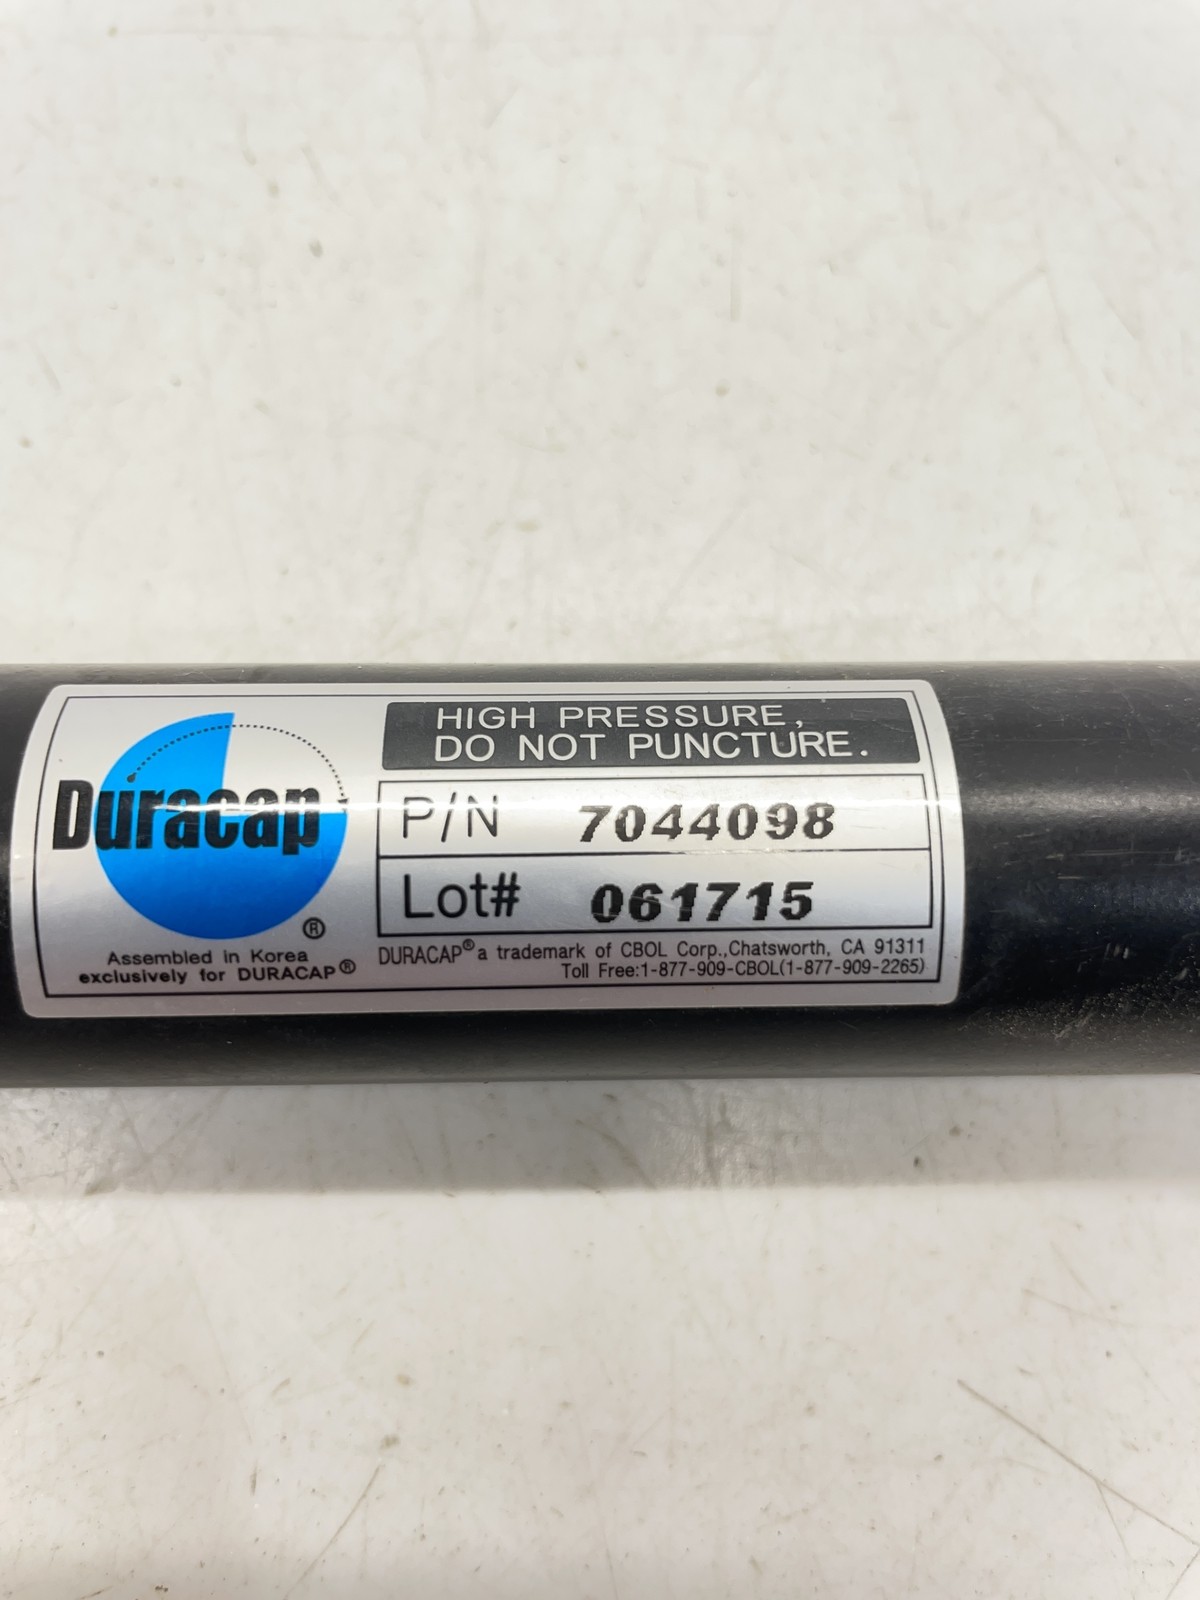 Duracap
®
Assembled in Korea
exclusively for DURACAP®
HIGH PRESSURE,
DO NOT PUNCTURE.
P/N 7044098
Lot# 061715
DURACAP® a trademark of CBOL Corp.,Chatsworth, CA 91311
Toll Free:1-877-909-CBOL(1-877-909-2265)